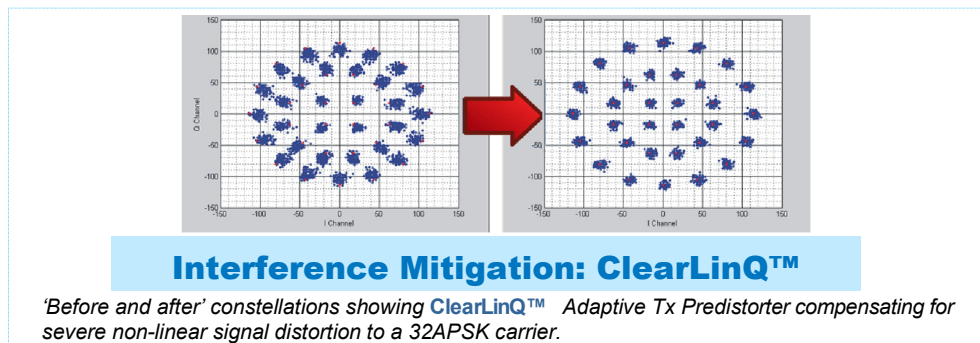 150
100
50
0
-50
-100
-150
-150 -100 -50 0 50 100 150
Q Channel
I Channel
150
100
50
0
-50
-100
-150
-150 -100 -50 0 50 100 150
I Channel
Interference Mitigation: ClearLinQ™
'Before and after' constellations showing ClearLinQ™ Adaptive Tx Predistorter compensating for
severe non-linear signal distortion to a 32APSK carrier.